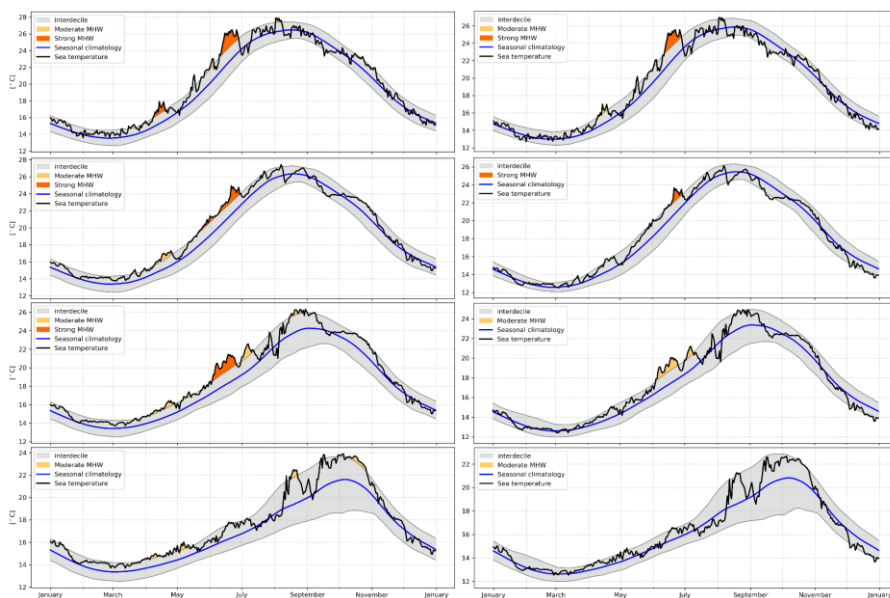 [°C]
28
26
24
22
20
18
16
14
12
interdecile
Moderate MHW
Strong MHW
Seasonal climatology
Sea temperature
26
24
22
20
18
16
14
12
interdecile
Moderate MHW
Strong MHW
Seasonal climatology
Sea temperature
[°C]
28
26
24
22
20
18
16
14
12
interdecile
Moderate MHW
Strong MHW
Seasonal climatology
Sea temperature
26
24
22
20
18
16
14
12
interdecile
Strong MHW
Seasonal climatology
Sea temperature
[°C]
26
24
22
20
18
16
14
12
interdecile
Moderate MHW
Strong MHW
Seasonal climatology
Sea temperature
24
22
20
18
16
14
12
interdecile
Moderate MHW
Seasonal climatology
Sea temperature
[°C]
24
22
20
18
16
14
12
interdecile
Moderate MHW
Seasonal climatology
Sea temperature
January March May July September November January
22
20
18
16
14
12
interdecile
Moderate MHW
Seasonal climatology
Sea temperature
January March May July September November January